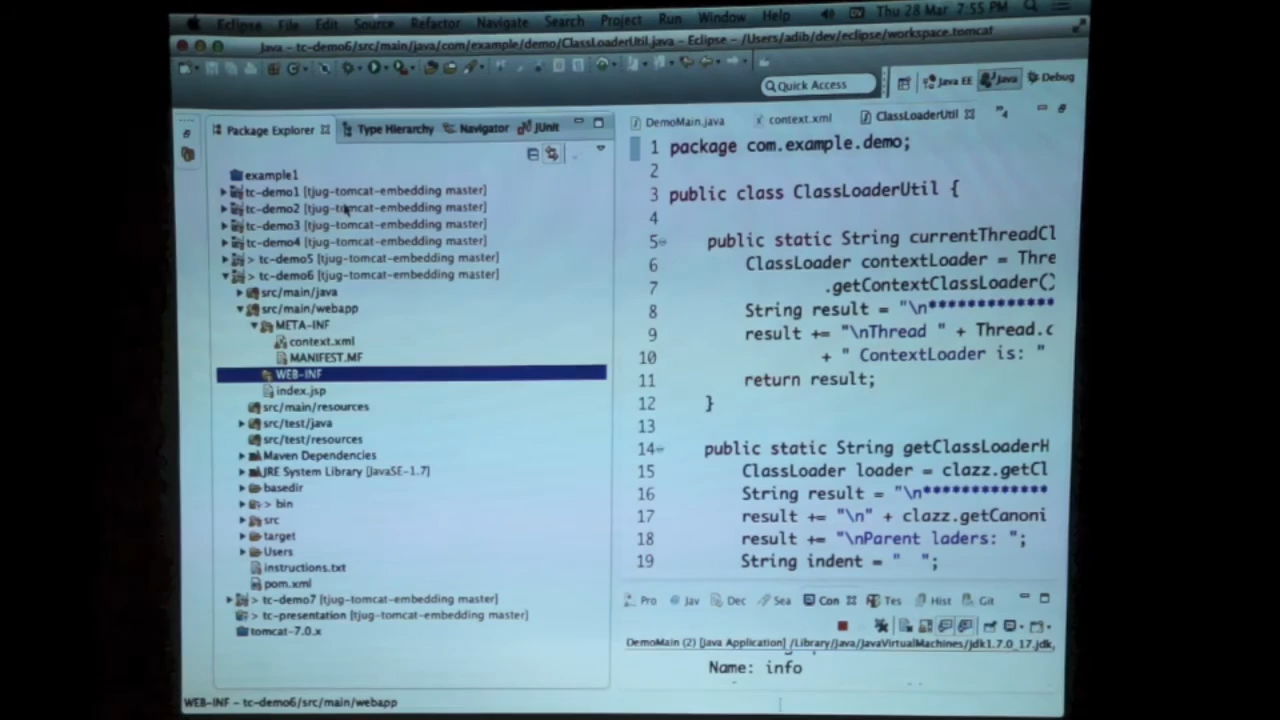 Eclipse File Edit Source Refactor Navigate Search Project Run Window Help Thu 28 Mar 7:55 PM
Java - tc-demo6/src/main/java/com/example/demo/ClassLoaderUtil.java - Eclipse - /Users/adib/dev/eclipse/workspace.tomcat
Quick Access
Java EE
Java
Debug
Package Explorer
Type Hierarchy
Navigator
JUnit
example1
tc-demo1 [tjug-tomcat-embedding master]
tc-demo2 [tjug-tomcat-embedding master]
tc-demo3 [tjug-tomcat-embedding master]
tc-demo4 [tjug-tomcat-embedding master]
> tc-demo5 [tjug-tomcat-embedding master]
> tc-demo6 [tjug-tomcat-embedding master]
src/main/java
src/main/webapp
META-INF
context.xml
MANIFEST.MF
WEB-INF
index.jsp
src/main/resources
src/test/java
src/test/resources
Maven Dependencies
JRE System Library [JavaSE-1.7]
basedir
> bin
src
target
Users
instructions.txt
pom.xml
> tc-demo7 [tjug-tomcat-embedding master]
> tc-presentation [tjug-tomcat-embedding master]
tomcat-7.0.x
DemoMain.java
context.xml
ClassLoaderUtil
"4
1 package com.example.demo;
2
3 public class ClassLoaderUtil {
4
5 public static String currentThreadCl
6 ClassLoader contextLoader = Thre
7 .getContextClassLoader()
8 String result = "\n*************
9 result += "\nThread " + Thread.c
10 + " ContextLoader is: "
11 return result;
12 }
13
14 public static String getClassLoaderH
15 ClassLoader loader = clazz.getCl
16 String result = "\n*************
17 result += "\n" + clazz.getCanoni
18 result += "\nParent laders: ";
19 String indent = "  ";
Pro Jav Dec Sea Con Tes Hist Git
DemoMain (2) [Java Application] /Library/Java/JavaVirtualMachines/jdk1.7.0_17.jdk,
Name: info
WEB-INF - tc-demo6/src/main/webapp